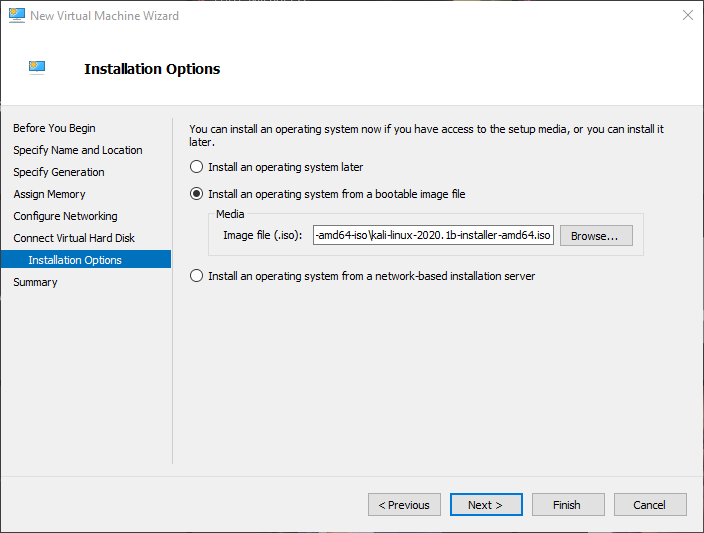 New Virtual Machine Wizard
Installation Options
Before You Begin
Specify Name and Location
Specify Generation
Assign Memory
Configure Networking
Connect Virtual Hard Disk
Installation Options
Summary
You can install an operating system now if you have access to the setup media, or you can install it
later.
Install an operating system later
Install an operating system from a bootable image file
Media
Image file (.iso): -amd64-iso\kali-linux-2020.1b-installer-amd64.iso Browse...
Install an operating system from a network-based installation server
< Previous Next > Finish Cancel